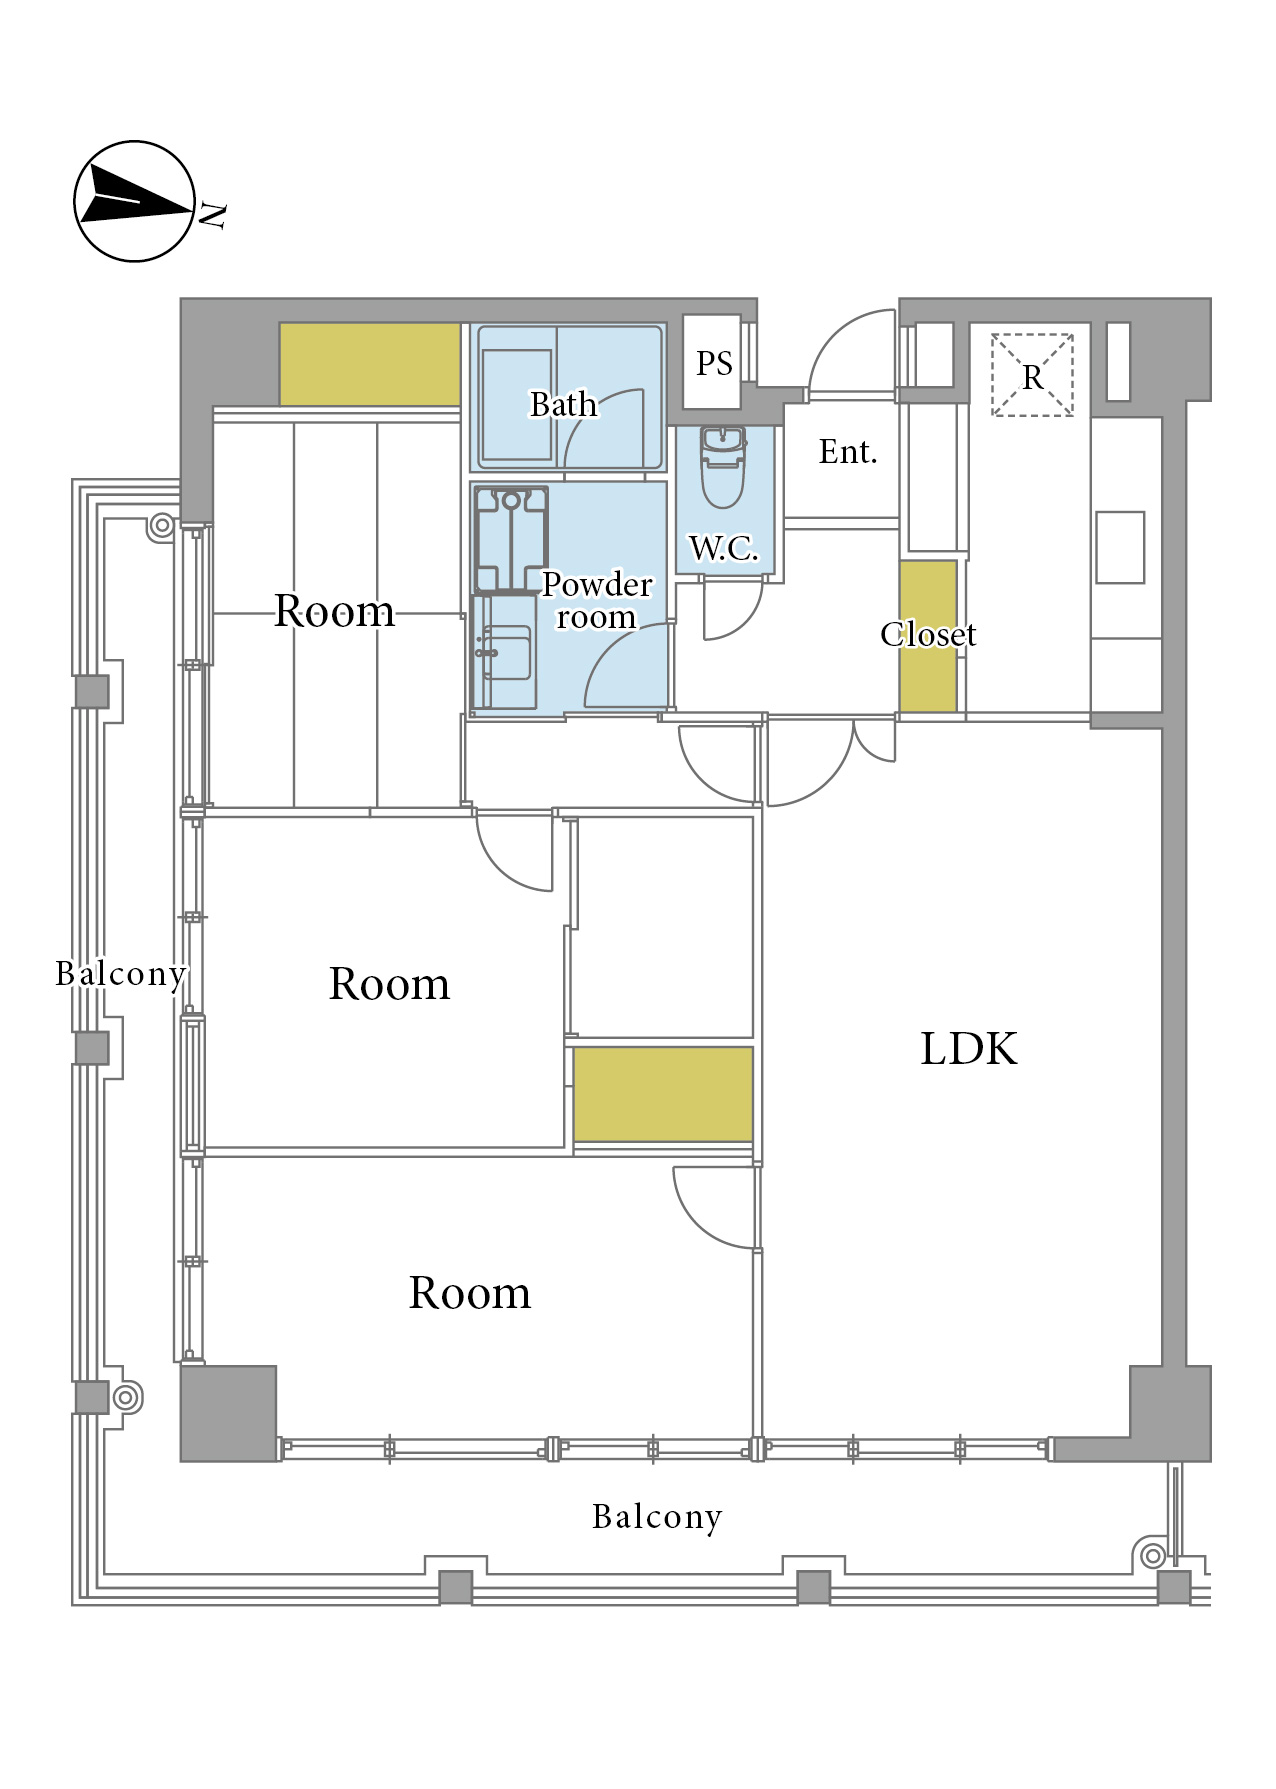 N
PS
R
Bath
Ent.
W.C.
Powder
room
Room
Closet
Balcony
Room
LDK
Room
Balcony